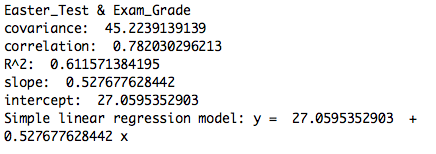 Easter_Test & Exam_Grade
covariance:  45.2239139139
correlation:  0.782030296213
R^2:  0.611571384195
slope:  0.527677628442
intercept:  27.0595352903
Simple linear regression model: y =  27.0595352903  +
0.527677628442 x